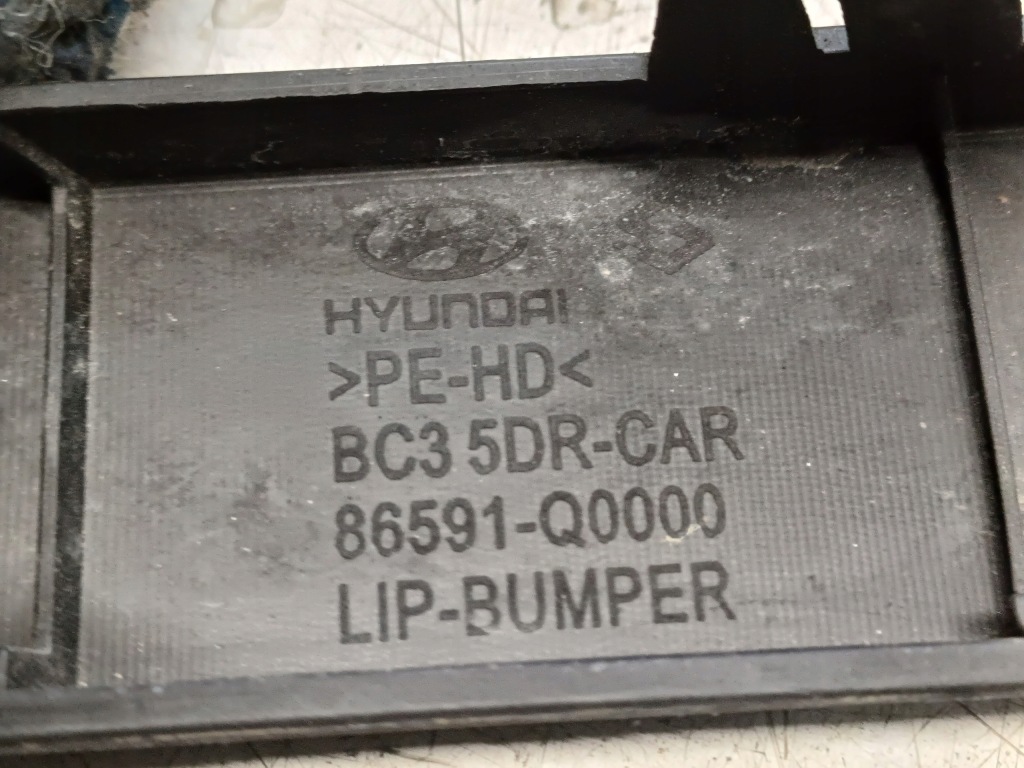 HYUNDAI
>PE-HD<
BC3 5DR-CAR
86591-Q0000
LIP-BUMPER